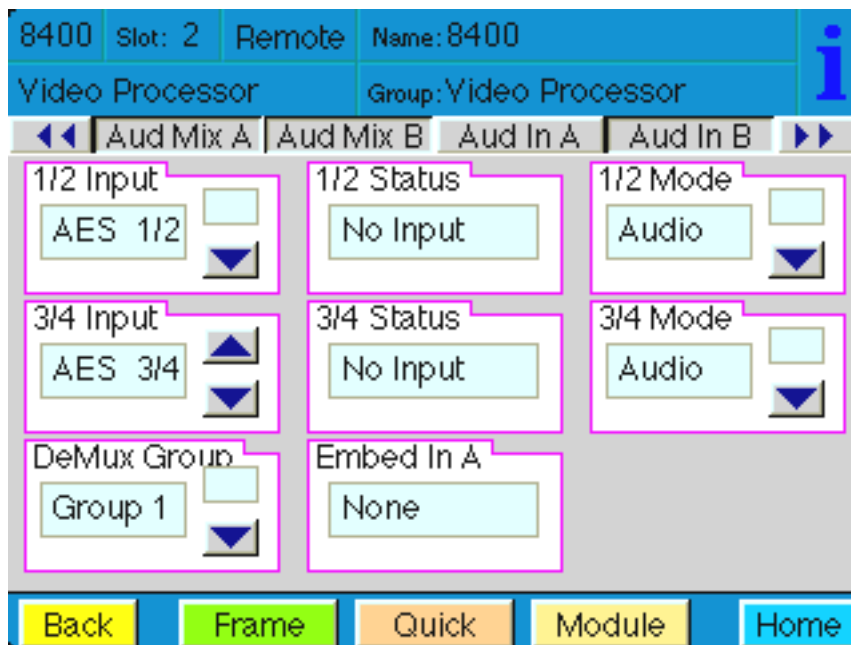 8400 Slot: 2 Remote Name: 8400
Video Processor Group: Video Processor
i
Aud Mix A Aud Mix B Aud In A Aud In B
1/2 Input 1/2 Status 1/2 Mode
AES 1/2 No Input Audio
3/4 Input 3/4 Status 3/4 Mode
AES 3/4 No Input Audio
DeMux Group Embed In A
Group 1 None
Back Frame Quick Module Home